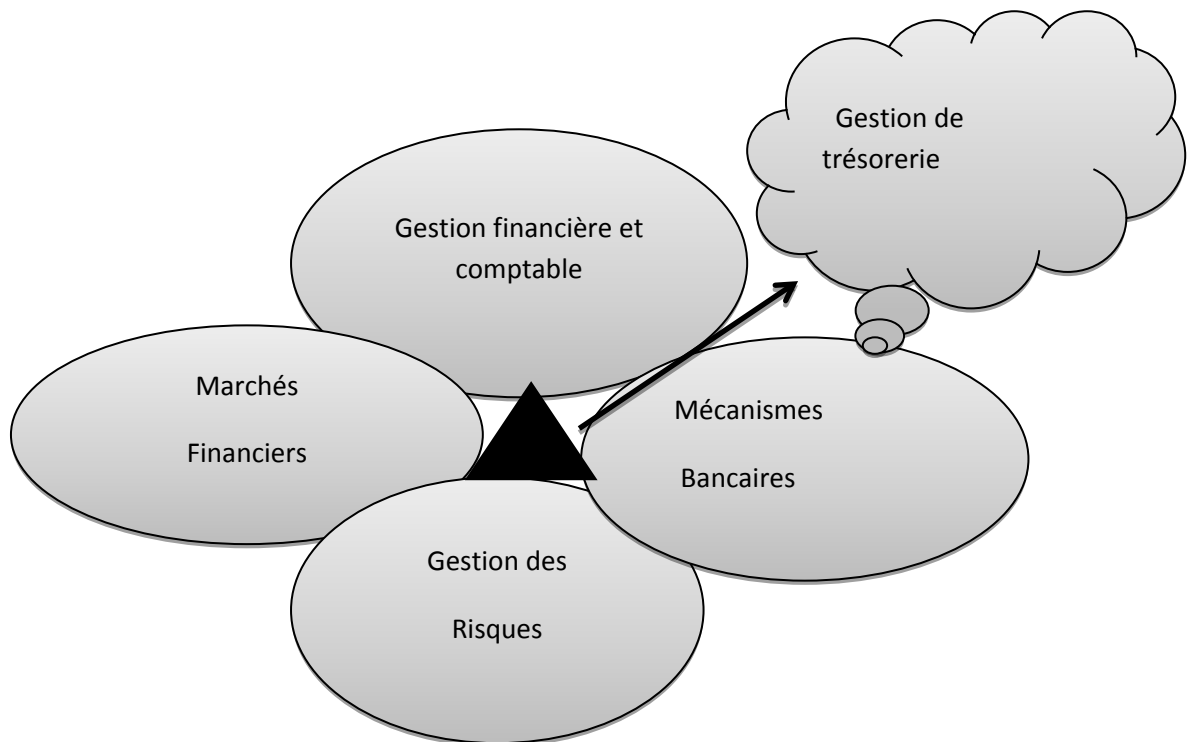 Gestion de
trésorerie
Gestion financière et
comptable
Marchés
Financiers
Mécanismes
Bancaires
Gestion des
Risques